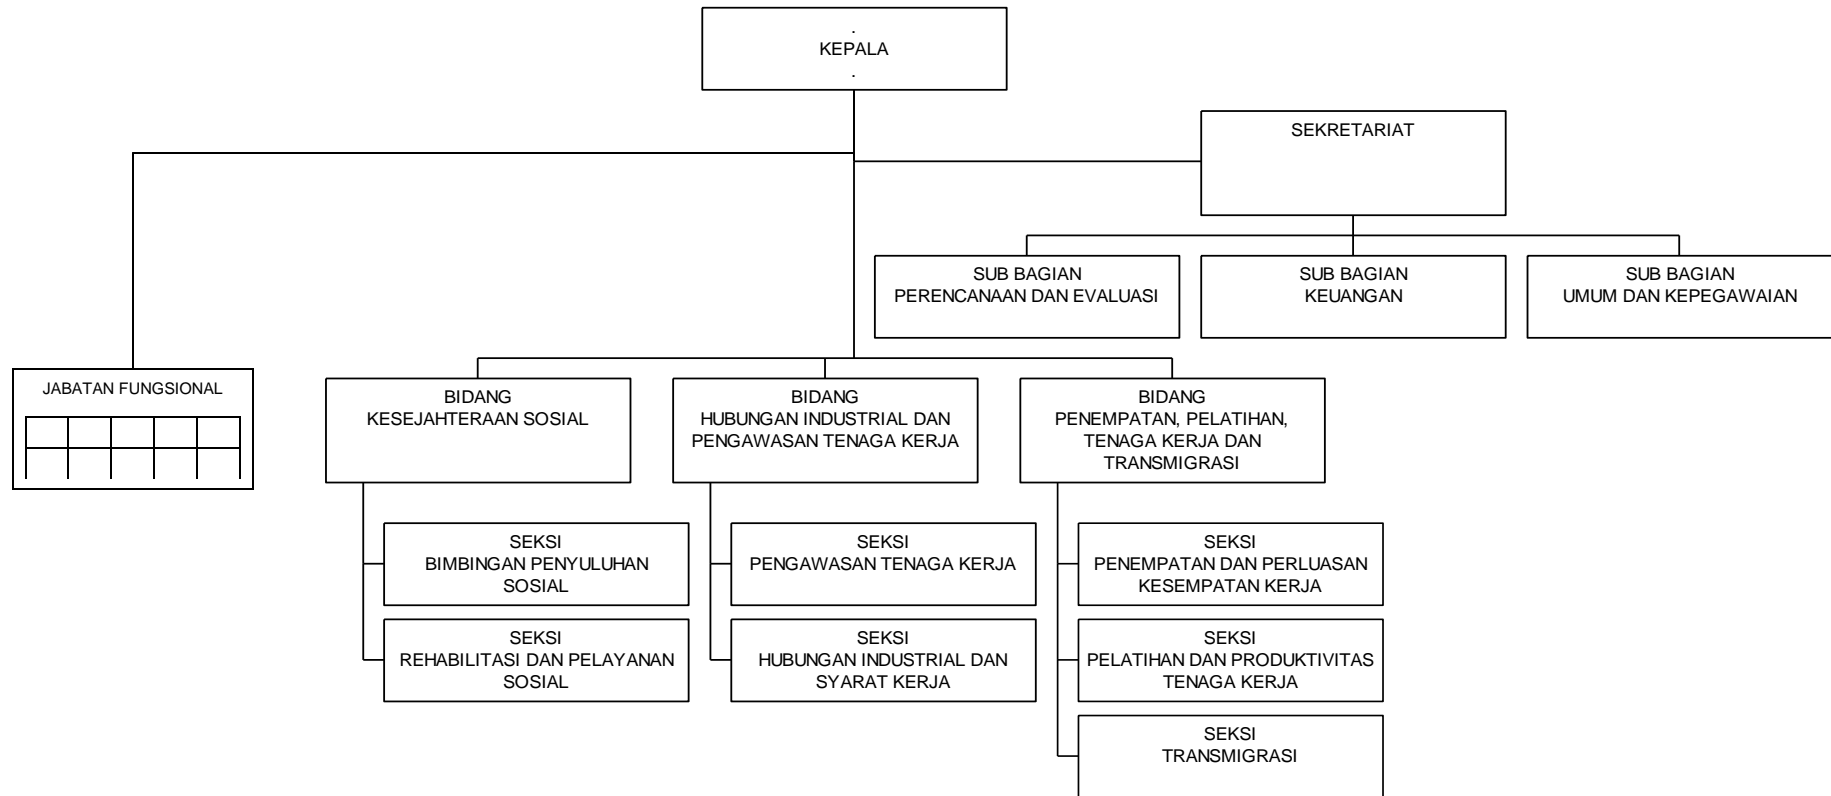 .
KEPALA
.
SEKRETARIAT
SUB BAGIAN
PERENCANAAN DAN EVALUASI
SUB BAGIAN
KEUANGAN
SUB BAGIAN
UMUM DAN KEPEGAWAIAN
JABATAN FUNGSIONAL
BIDANG
KESEJAHTERAAN SOSIAL
BIDANG
HUBUNGAN INDUSTRIAL DAN
PENGAWASAN TENAGA KERJA
BIDANG
PENEMPATAN, PELATIHAN,
TENAGA KERJA DAN
TRANSMIGRASI
SEKSI
BIMBINGAN PENYULUHAN
SOSIAL
SEKSI
PENGAWASAN TENAGA KERJA
SEKSI
PENEMPATAN DAN PERLUASAN
KESEMPATAN KERJA
SEKSI
REHABILITASI DAN PELAYANAN
SOSIAL
SEKSI
HUBUNGAN INDUSTRIAL DAN
SYARAT KERJA
SEKSI
PELATIHAN DAN PRODUKTIVITAS
TENAGA KERJA
SEKSI
TRANSMIGRASI